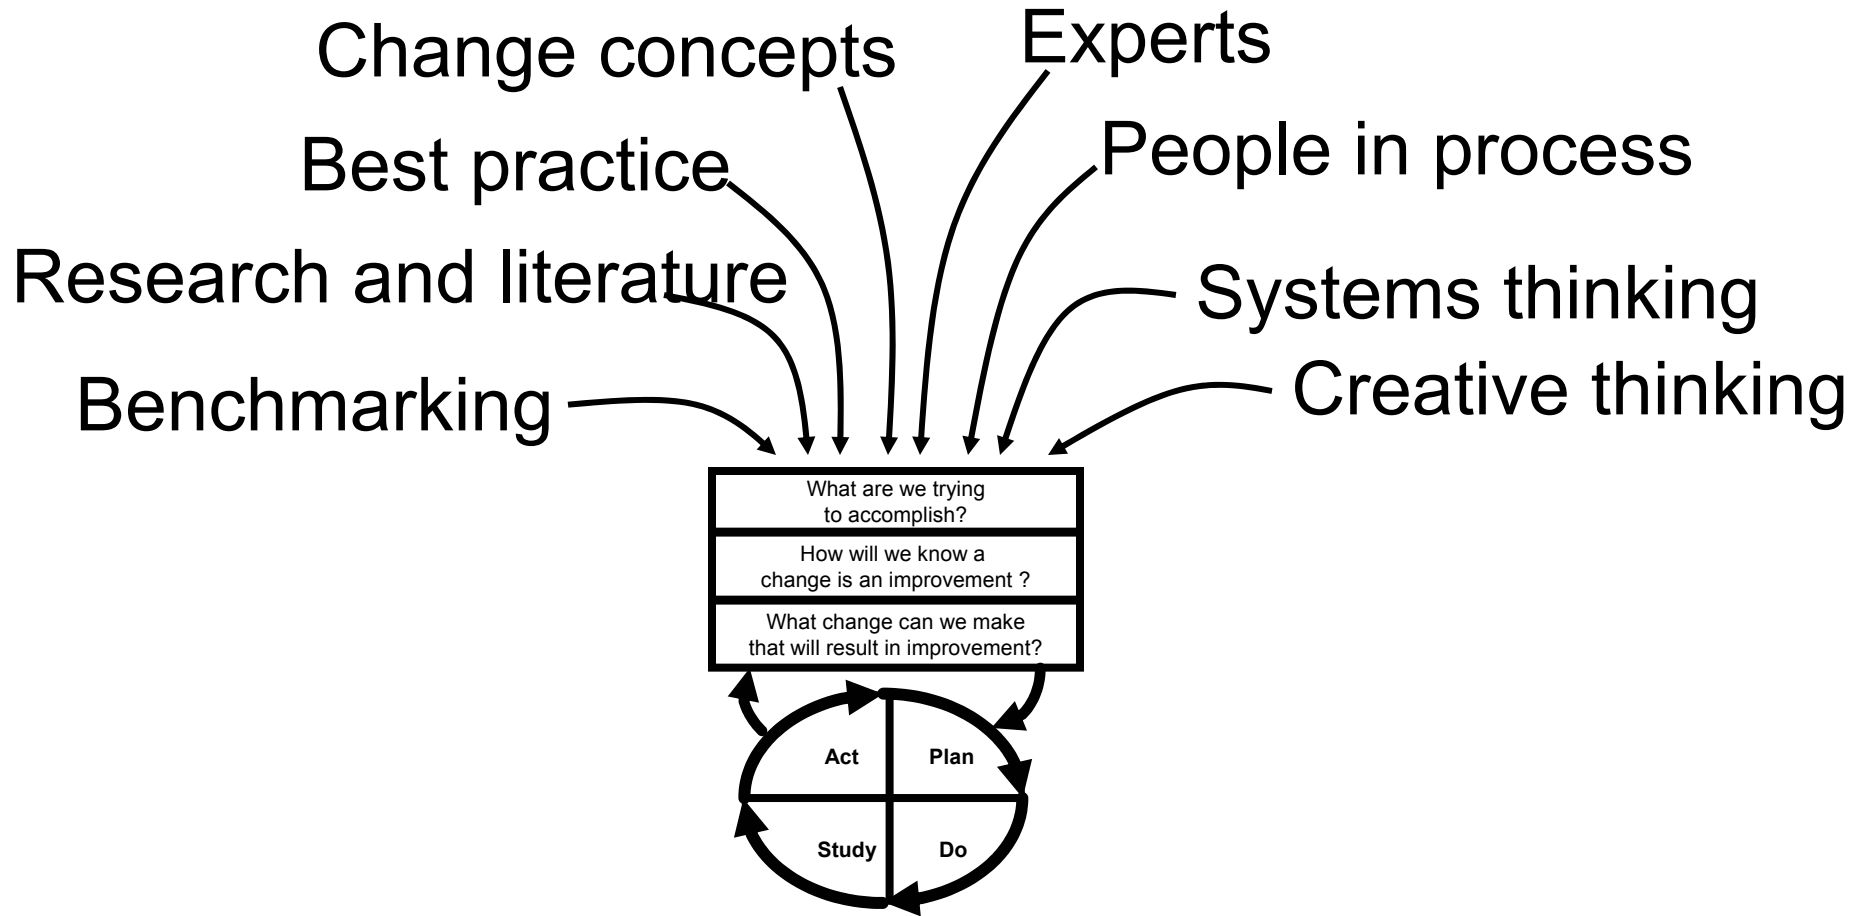 Change concepts
Experts
Best practice
People in process
Research and literature
Systems thinking
Benchmarking
Creative thinking
What are we trying
to accomplish?
How will we know a
change is an improvement ?
What change can we make
that will result in improvement?
Act
Plan
Study
Do